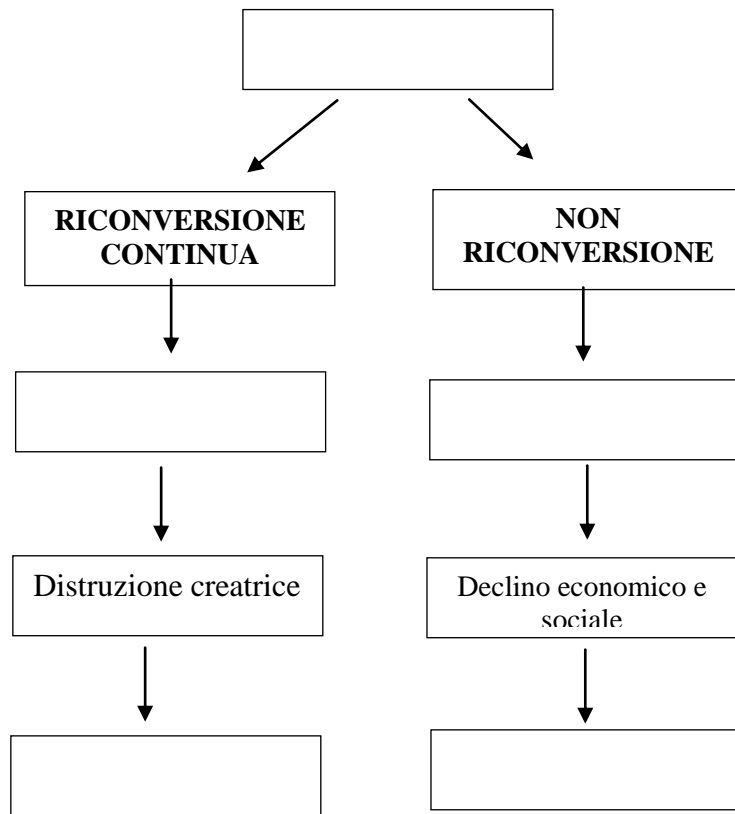 RICONVERSIONE
CONTINUA
NON
RICONVERSIONE
Distruzione creatrice
Declino economico e
sociale